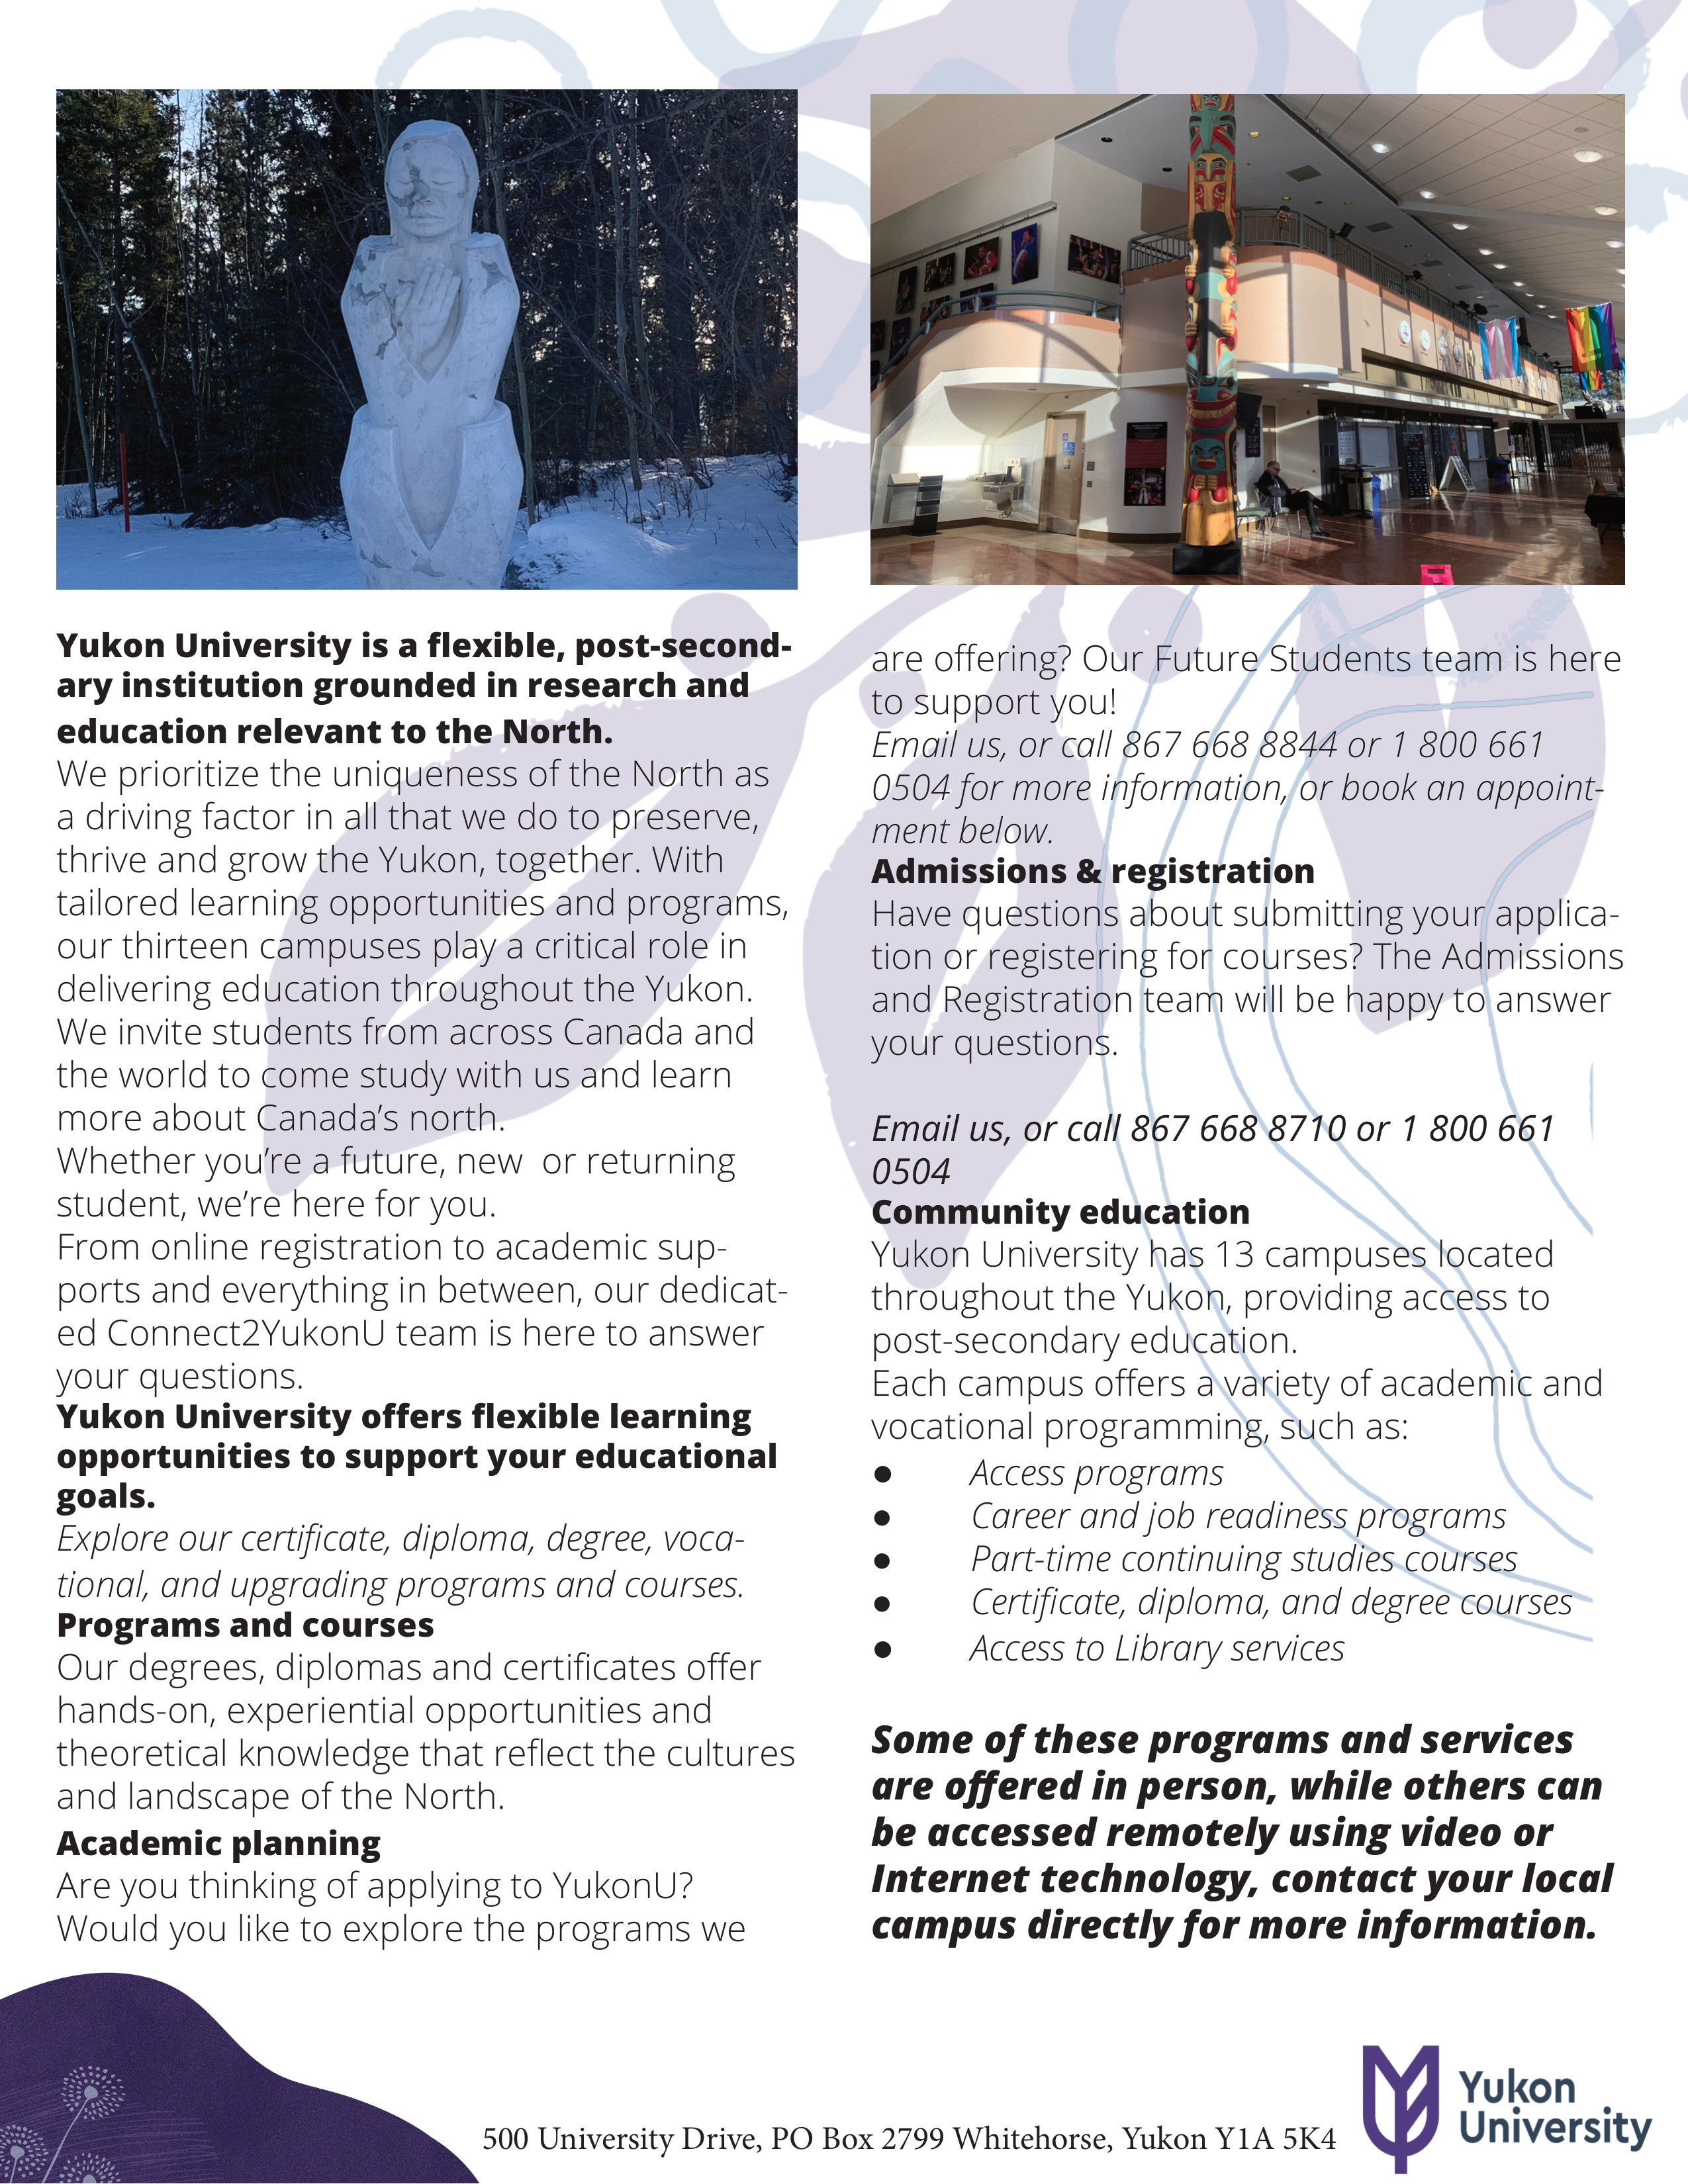 Yukon University is a flexible, post-second-
ary institution grounded in research and
education relevant to the North.
We prioritize the uniqueness of the North as
a driving factor in all that we do to preserve,
thrive and grow the Yukon, together. With
tailored learning opportunities and programs,
our thirteen campuses play a critical role in
delivering education throughout the Yukon.
We invite students from across Canada and
the world to come study with us and learn
more about Canada’s north.
Whether you’re a future, new  or returning
student, we’re here for you.
From online registration to academic sup-
ports and everything in between, our dedicat-
ed Connect2YukonU team is here to answer
your questions.
Yukon University offers flexible learning
opportunities to support your educational
goals.
Explore our certificate, diploma, degree, voca-
tional, and upgrading programs and courses.
Programs and courses
Our degrees, diplomas and certificates offer
hands-on, experiential opportunities and
theoretical knowledge that reflect the cultures
and landscape of the North.
Academic planning
Are you thinking of applying to YukonU?
Would you like to explore the programs we
are offering? Our Future Students team is here
to support you!
Email us, or call 867 668 8844 or 1 800 661
0504 for more information, or book an appoint-
ment below.
Admissions & registration
Have questions about submitting your applica-
tion or registering for courses? The Admissions
and Registration team will be happy to answer
your questions.
Email us, or call 867 668 8710 or 1 800 661
0504
Community education
Yukon University has 13 campuses located
throughout the Yukon, providing access to
post-secondary education.
Each campus offers a variety of academic and
vocational programming, such as:
● Access programs
● Career and job readiness programs
● Part-time continuing studies courses
● Certificate, diploma, and degree courses
● Access to Library services
Some of these programs and services
are offered in person, while others can
be accessed remotely using video or
Internet technology, contact your local
campus directly for more information.
500 University Drive, PO Box 2799 Whitehorse, Yukon Y1A 5K4
Yukon
University